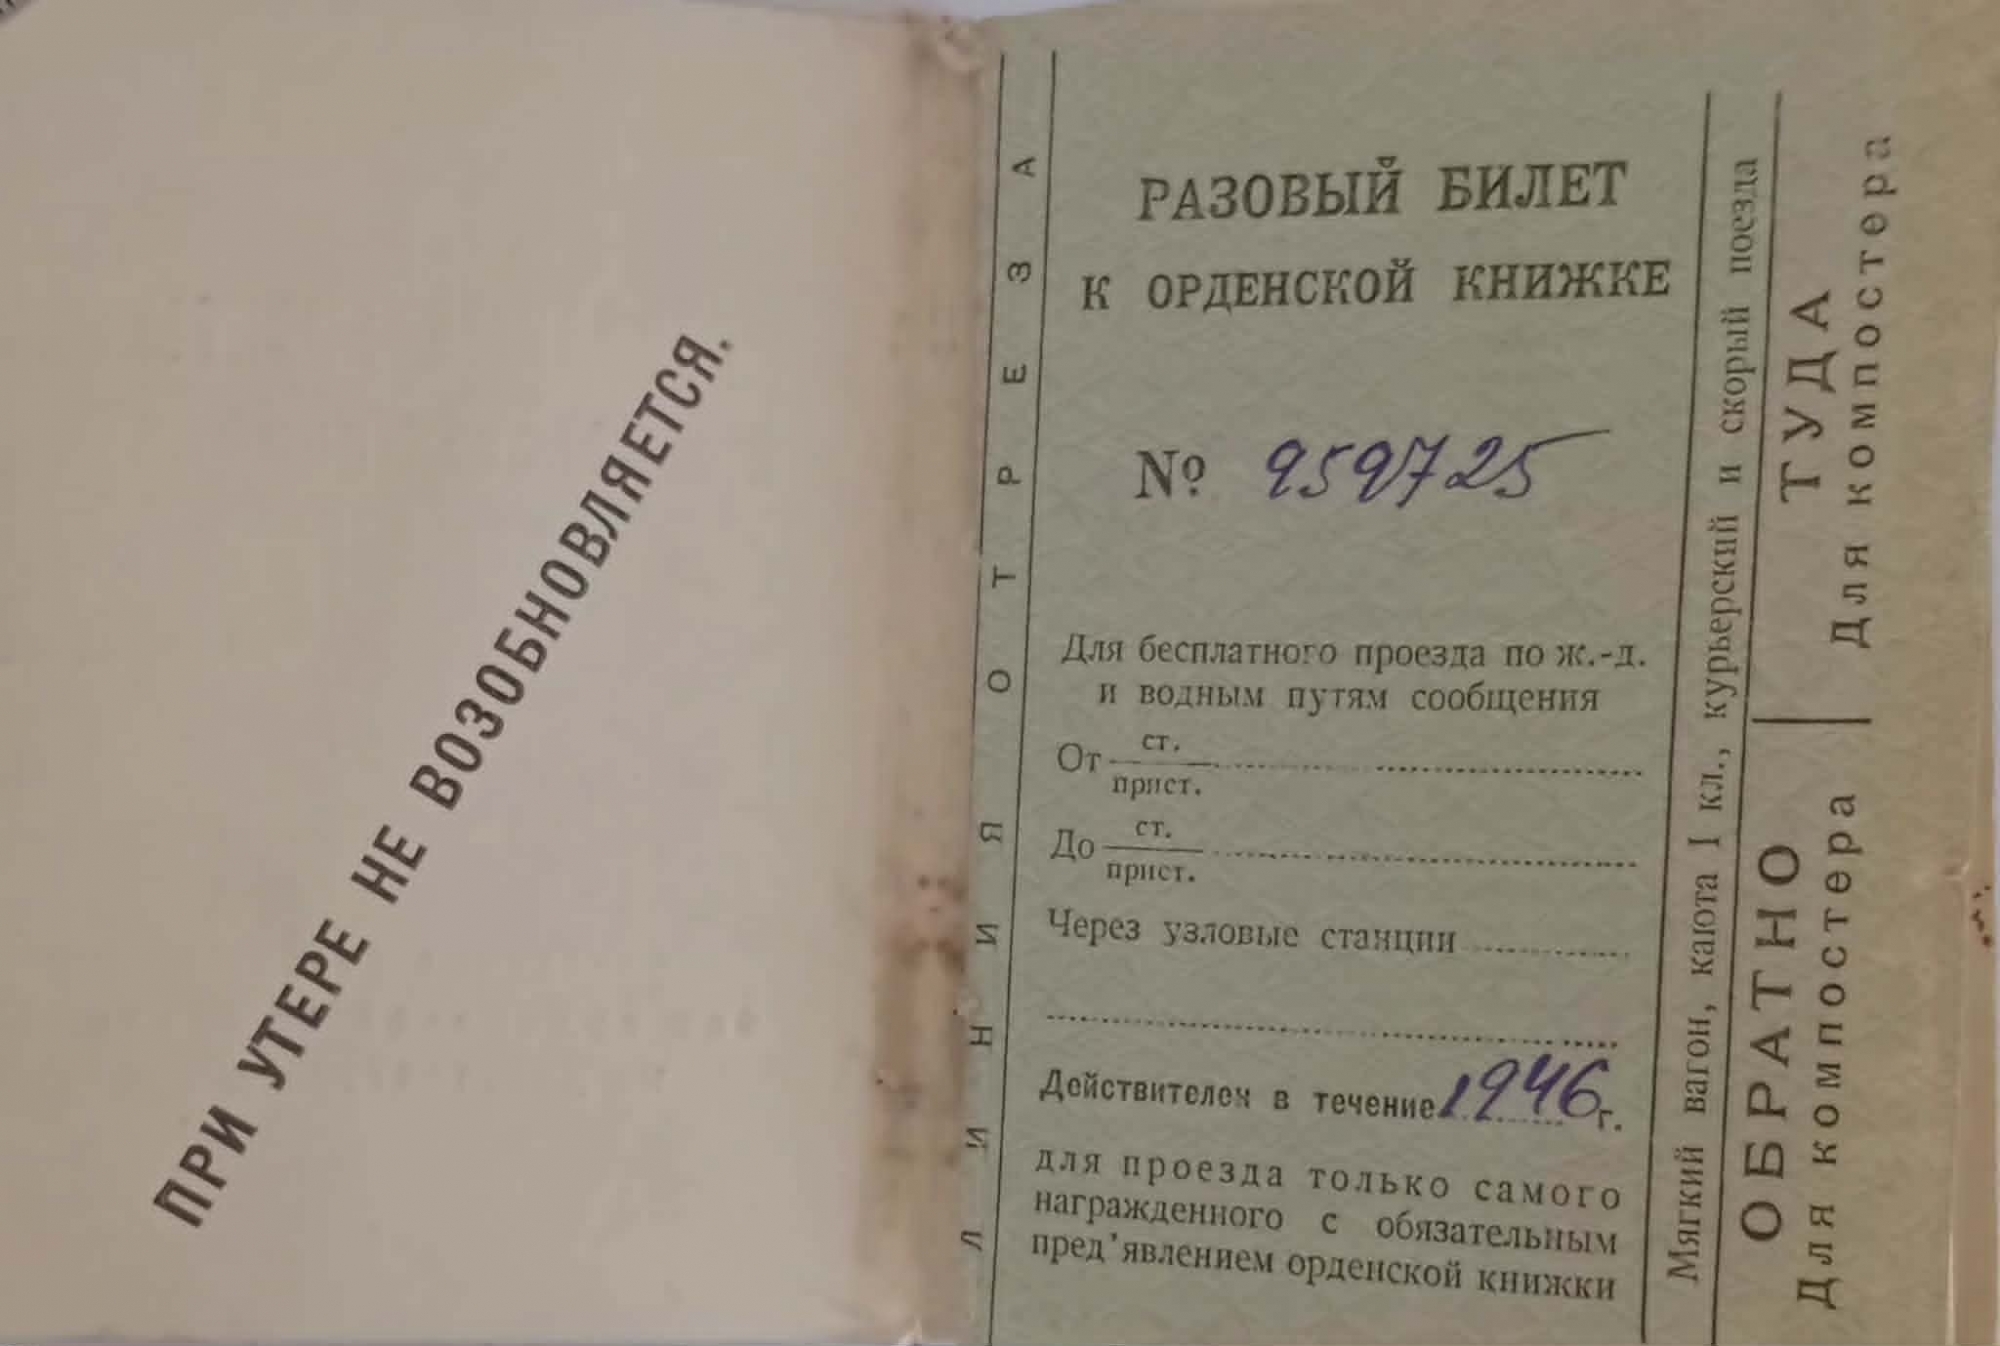 ПРИ УТЕРЕ НЕ ВОЗОБНОВЛЯЕТСЯ.
ЛИНИЯ ОТРЕЗА
РАЗОВЫЙ БИЛЕТ
К ОРДЕНСКОЙ КНИЖКЕ
№ 959725
Для бесплатного проезда по ж.-д.
и водным путям сообщения
От ст.
прист.
До ст.
прист.
Через узловые станции
Действителен в течение 1946 г.
для проезда только самого
награжденного с обязательным
пред'явлением орденской книжки
Мягкий вагон, каюта I кл., курьерский и скорый поезда
ОБРАТНО
Для компостера
ТУДА
Для компостера